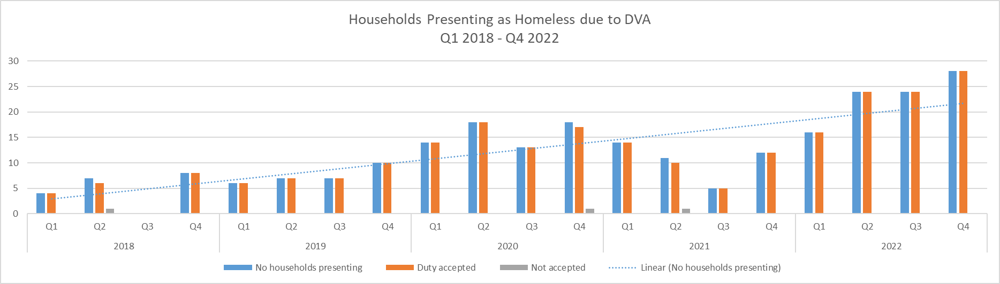 Households Presenting as Homeless due to DVA
Q1 2018 - Q4 2022
30
25
20
15
10
5
0
Q1 Q2 Q3 Q4 Q1 Q2 Q3 Q4 Q1 Q2 Q3 Q4 Q1 Q2 Q3 Q4 Q1 Q2 Q3 Q4
2018 2019 2020 2021 2022
No households presenting Duty accepted Not accepted Linear (No households presenting)